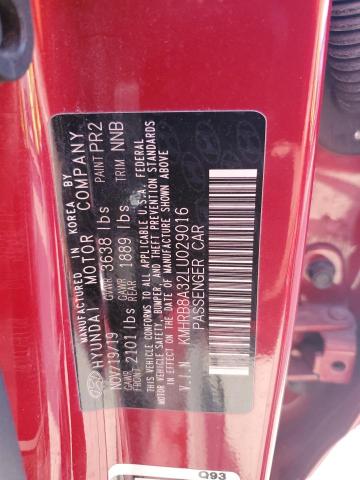 MANUFACTURED IN KOREA BY
HYUNDAI MOTOR COMPANY
NOV/19/19 GVWR 3638 lbs PAINT PR2
GAWR FRONT 2101 lbs GAWR REAR 1889 lbs TRIM NNB
THIS VEHICLE CONFORMS TO ALL APPLICABLE U.S.A. FEDERAL
MOTOR VEHICLE SAFETY, BUMPER, AND THEFT PREVENTION STANDARDS
IN EFFECT ON THE DATE OF MANUFACTURE SHOWN ABOVE
V.I.N KMHRB8A32LU029016
PASSENGER CAR
Q93